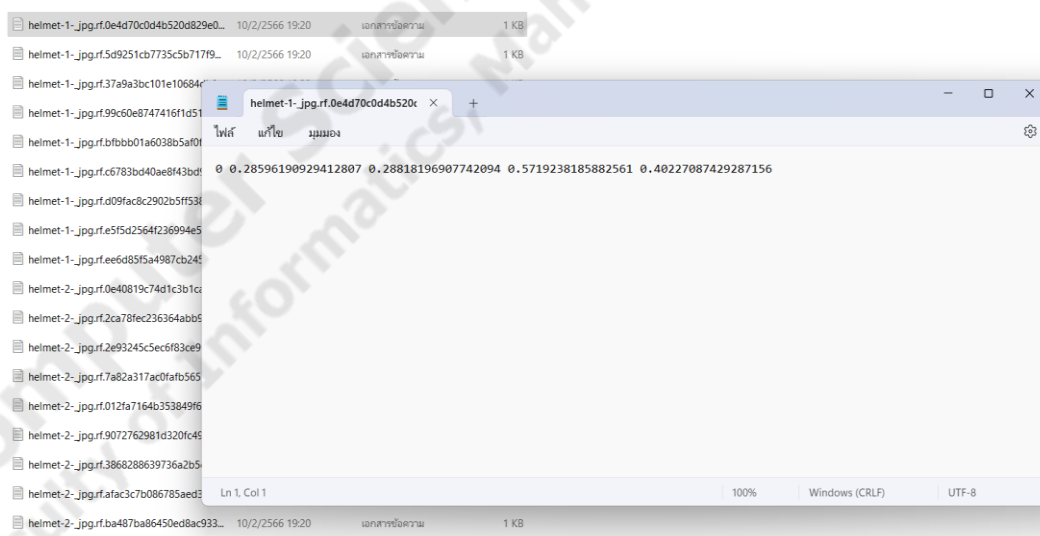 helmet-1-_jpg.rf.0e4d70c0d4b520d829e0... 10/2/2566 19:20 เอกสารข้อความ 1 KB
helmet-1-_jpg.rf.5d9251cb7735c5b717f9... 10/2/2566 19:20 เอกสารข้อความ 1 KB
helmet-1-_jpg.rf.37a9a3bc101e10684c
helmet-1-_jpg.rf.99c60e8747416f1d51
helmet-1-_jpg.rf.bfbbb01a6038b5af0f
helmet-1-_jpg.rf.c6783bd40ae8f43bd
helmet-1-_jpg.rf.d09fac8c2902b5ff538
helmet-1-_jpg.rf.e5f5d2564f236994e5
helmet-1-_jpg.rf.ee6d85f5a4987cb245
helmet-2-_jpg.rf.0e40819c74d1c3b1ca
helmet-2-_jpg.rf.2ca78fec236364abb9
helmet-2-_jpg.rf.2e93245c5ec6f83ce9
helmet-2-_jpg.rf.7a82a317ac0fafb565
helmet-2-_jpg.rf.012fa7164b353849f6
helmet-2-_jpg.rf.9072762981d320fc49
helmet-2-_jpg.rf.3868288639736a2b5
helmet-2-_jpg.rf.afac3c7b086785aed3
helmet-2-_jpg.rf.ba487ba86450ed8ac933... 10/2/2566 19:20 เอกสารข้อความ 1 KB
helmet-1-_jpg.rf.0e4d70c0d4b520c
ไฟล์ แก้ไข มุมมอง
0 0.28596190929412807 0.28818196907742094 0.5719238185882561 0.40227087429287156
Ln 1, Col 1 100% Windows (CRLF) UTF-8